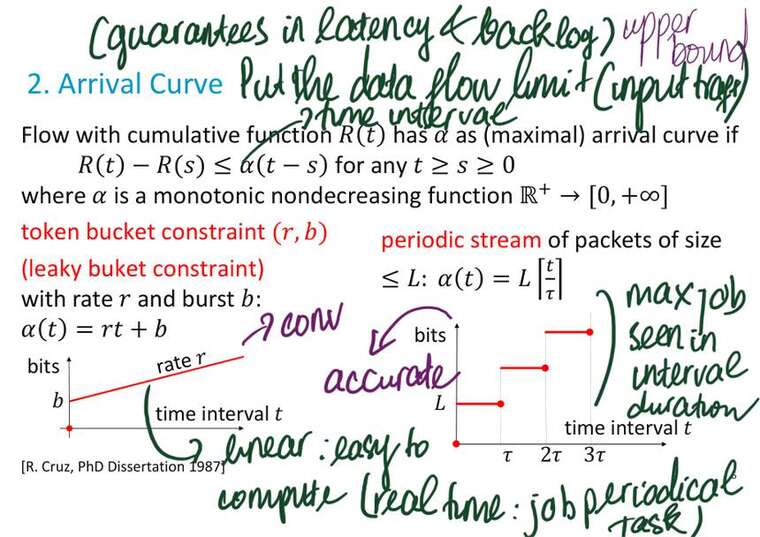 (guarantees in latency & backlog) upper bound
2. Arrival Curve Put the data flow limit (input traffic)
→ time interval
Flow with cumulative function R(t) has α as (maximal) arrival curve if
R(t) − R(s) ≤ α(t − s) for any t ≥ s ≥ 0
where α is a monotonic nondecreasing function ℝ⁺ → [0, +∞]
token bucket constraint (r, b)
(leaky buket constraint)
with rate r and burst b:
α(t) = rt + b
→ conv
bits
rate r
b
time interval t
[R. Cruz, PhD Dissertation 1987]
periodic stream of packets of size
≤ L: α(t) = L ⌈t/τ⌉
accurate
bits
L
time interval t
τ 2τ 3τ
max job
seen in
interval
duration
linear : easy to
compute (real time : job periodical
task)